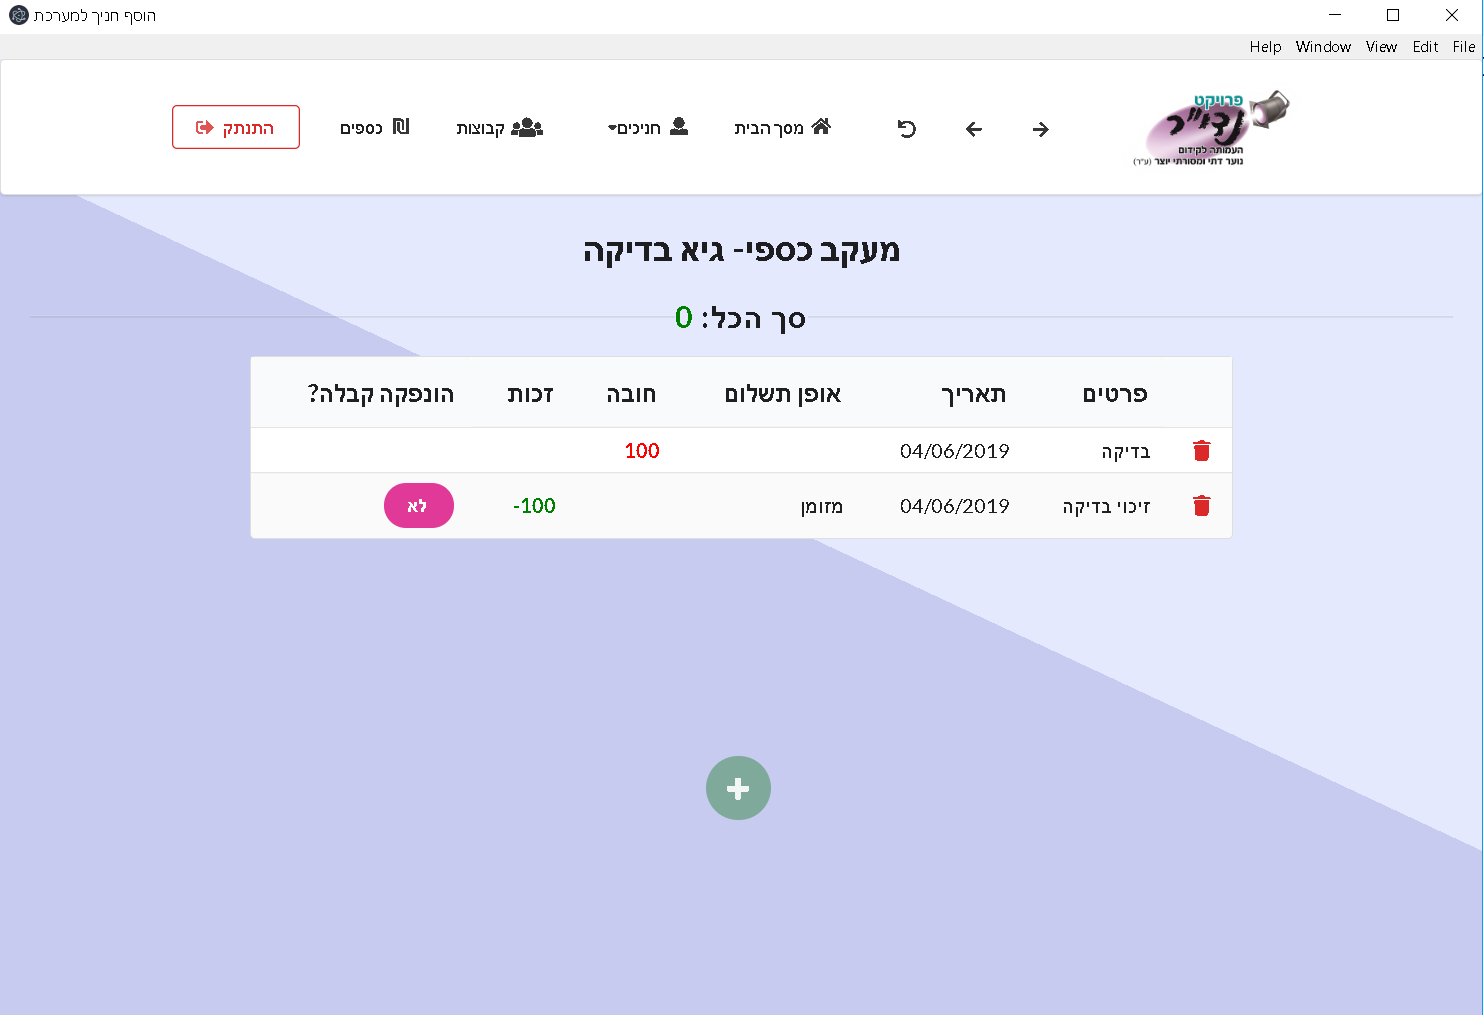 הוסף חניך למערכת
File Edit View Window Help
פרויקט
נדי"ר
העמותה לקידום
נוער דתי ומסורתי יוצר (ע"ר)
מסך הבית חניכים קבוצות כספים התנתק
מעקב כספי- גיא בדיקה
סך הכל: 0
פרטים תאריך אופן תשלום חובה זכות הונפקה קבלה?
בדיקה 04/06/2019 100
זיכוי בדיקה 04/06/2019 מזומן -100 לא